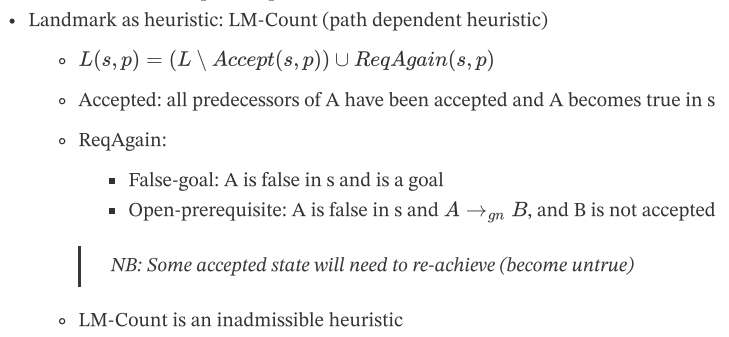 • Landmark as heuristic: LM-Count (path dependent heuristic)
◦ L(s, p) = (L \ Accept(s, p)) ∪ ReqAgain(s, p)
◦ Accepted: all predecessors of A have been accepted and A becomes true in s
◦ ReqAgain:
▪ False-goal: A is false in s and is a goal
▪ Open-prerequisite: A is false in s and A →gn B, and B is not accepted
NB: Some accepted state will need to re-achieve (become untrue)
◦ LM-Count is an inadmissible heuristic